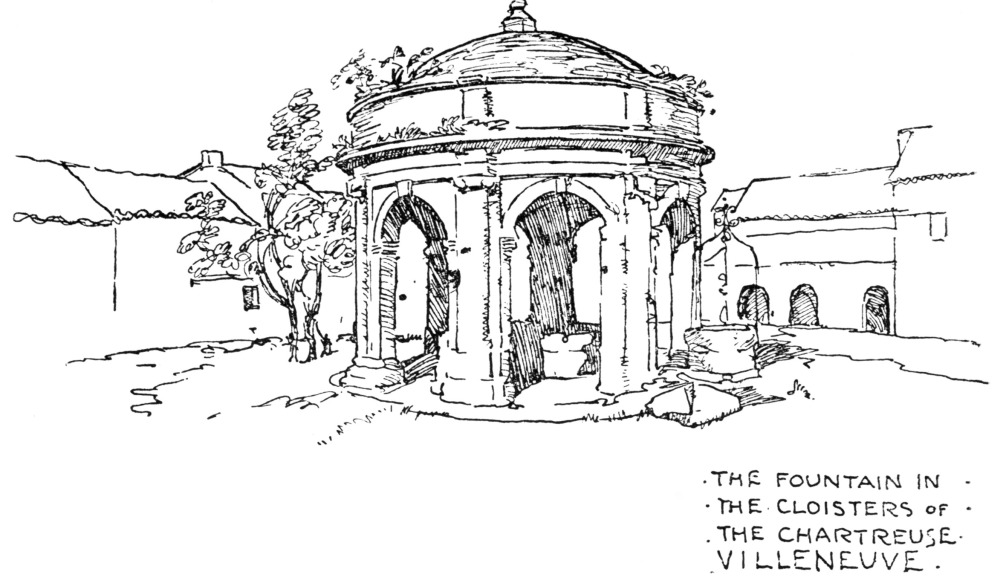 ·THE FOUNTAIN IN ·
·THE·CLOISTERS OF ·
·THE CHARTREUSE·
VILLENEUVE·